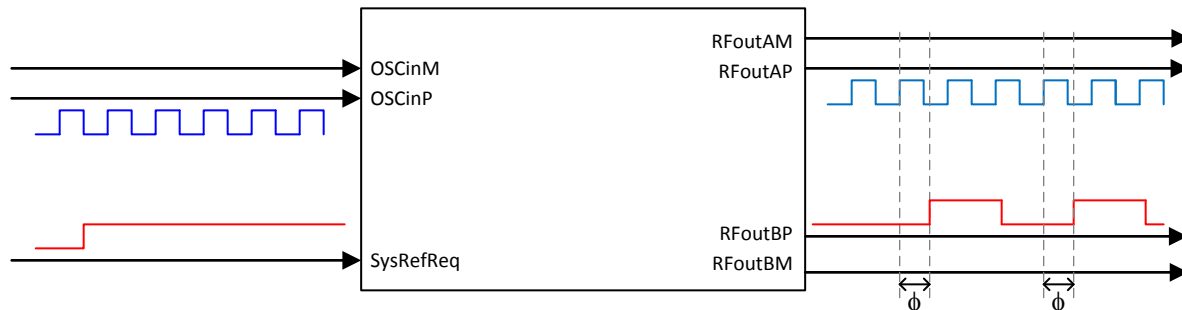 OSCinM
OSCinP
SysRefReq
RFoutAM
RFoutAP
RFoutBP
RFoutBM
ϕ ϕ